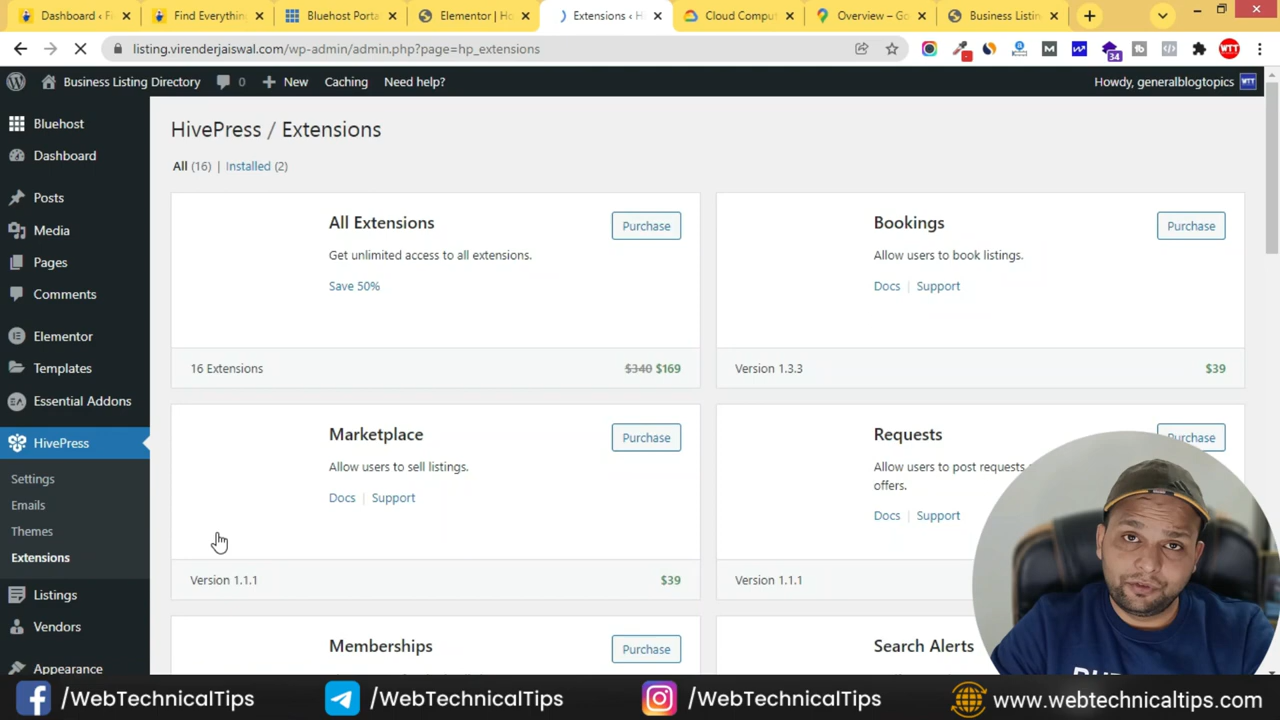 Dashboard ‹ F
Find Everythin
Bluehost Porta
Elementor | Ho
Extensions ‹ H
Cloud Comput
Overview – Go
Business Listin
listing.virenderjaiswal.com/wp-admin/admin.php?page=hp_extensions
34
WTT
Business Listing Directory
0
New
Caching
Need help?
Howdy, generalblogtopics
WTT
Bluehost
Dashboard
Posts
Media
Pages
Comments
Elementor
Templates
Essential Addons
HivePress
Settings
Emails
Themes
Extensions
Listings
Vendors
Appearance
HivePress / Extensions
All (16) | Installed (2)
All Extensions
Purchase
Get unlimited access to all extensions.
Save 50%
16 Extensions
$340 $169
Bookings
Purchase
Allow users to book listings.
Docs | Support
Version 1.3.3
$39
Marketplace
Purchase
Allow users to sell listings.
Docs | Support
Version 1.1.1
$39
Requests
Purchase
Allow users to post requests
offers.
Docs | Support
Version 1.1.1
Memberships
Purchase
Search Alerts
/WebTechnicalTips
/WebTechnicalTips
/WebTechnicalTips
www.webtechnicaltips.com